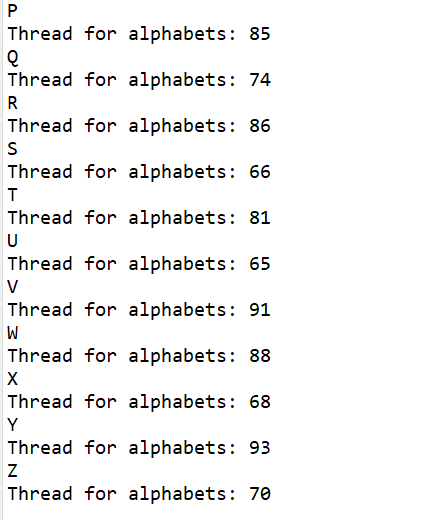 P
Thread for alphabets: 85
Q
Thread for alphabets: 74
R
Thread for alphabets: 86
S
Thread for alphabets: 66
T
Thread for alphabets: 81
U
Thread for alphabets: 65
V
Thread for alphabets: 91
W
Thread for alphabets: 88
X
Thread for alphabets: 68
Y
Thread for alphabets: 93
Z
Thread for alphabets: 70